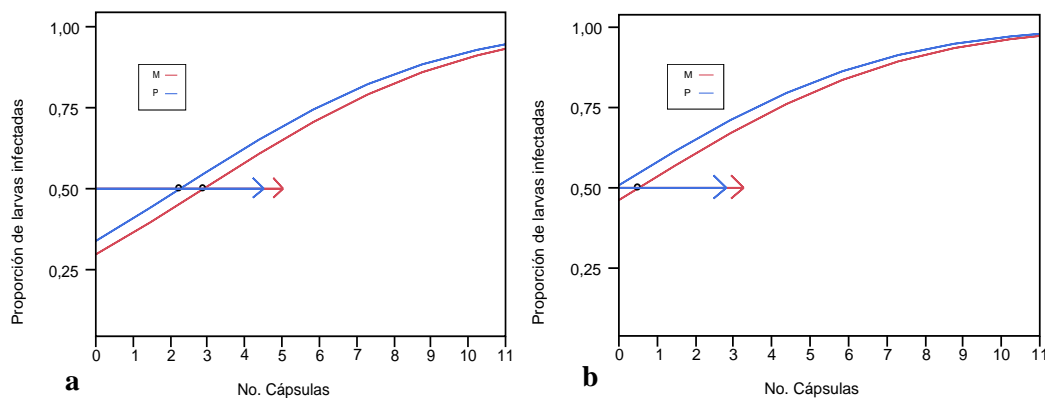 Proporción de larvas infectadas
1,00
0,75
0,50
0,25
M
P
0 1 2 3 4 5 6 7 8 9 10 11
a
No. Cápsulas
Proporción de larvas infectadas
1,00
0,75
0,50
0,25
M
P
0 1 2 3 4 5 6 7 8 9 10 11
b
No. Cápsulas